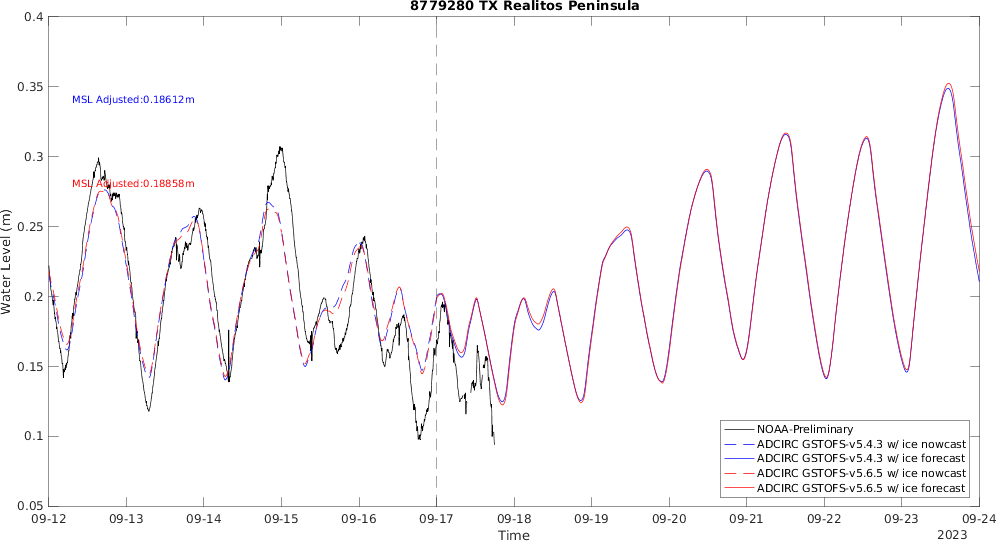 8779280 TX Realitos Peninsula
0.4
0.35
0.3
0.25
0.2
0.15
0.1
0.05
Water Level (m)
MSL Adjusted:0.18612m
MSL Adjusted:0.18858m
NOAA-Preliminary
ADCIRC GSTOFS-v5.4.3 w/ ice nowcast
ADCIRC GSTOFS-v5.4.3 w/ ice forecast
ADCIRC GSTOFS-v5.6.5 w/ ice nowcast
ADCIRC GSTOFS-v5.6.5 w/ ice forecast
09-12 09-13 09-14 09-15 09-16 09-17 09-18 09-19 09-20 09-21 09-22 09-23 09-24
Time
2023